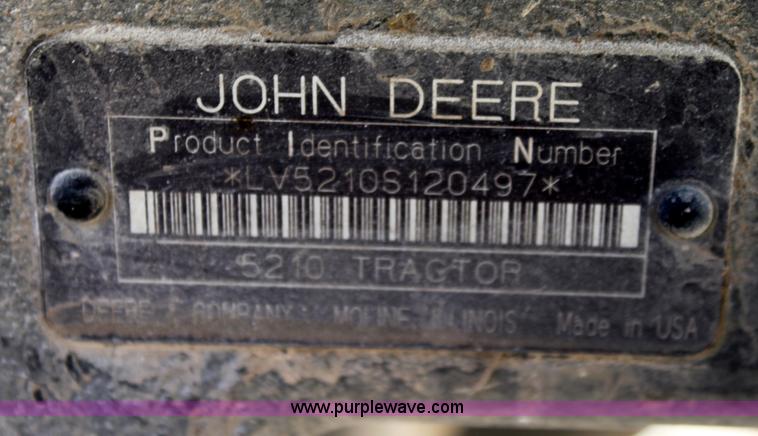 JOHN DEERE
Product Identification Number
*LV5210S120497*
5210 TRACTOR
DEERE & COMPANY MOLINE, ILLINOIS Made in USA
www.purplewave.com